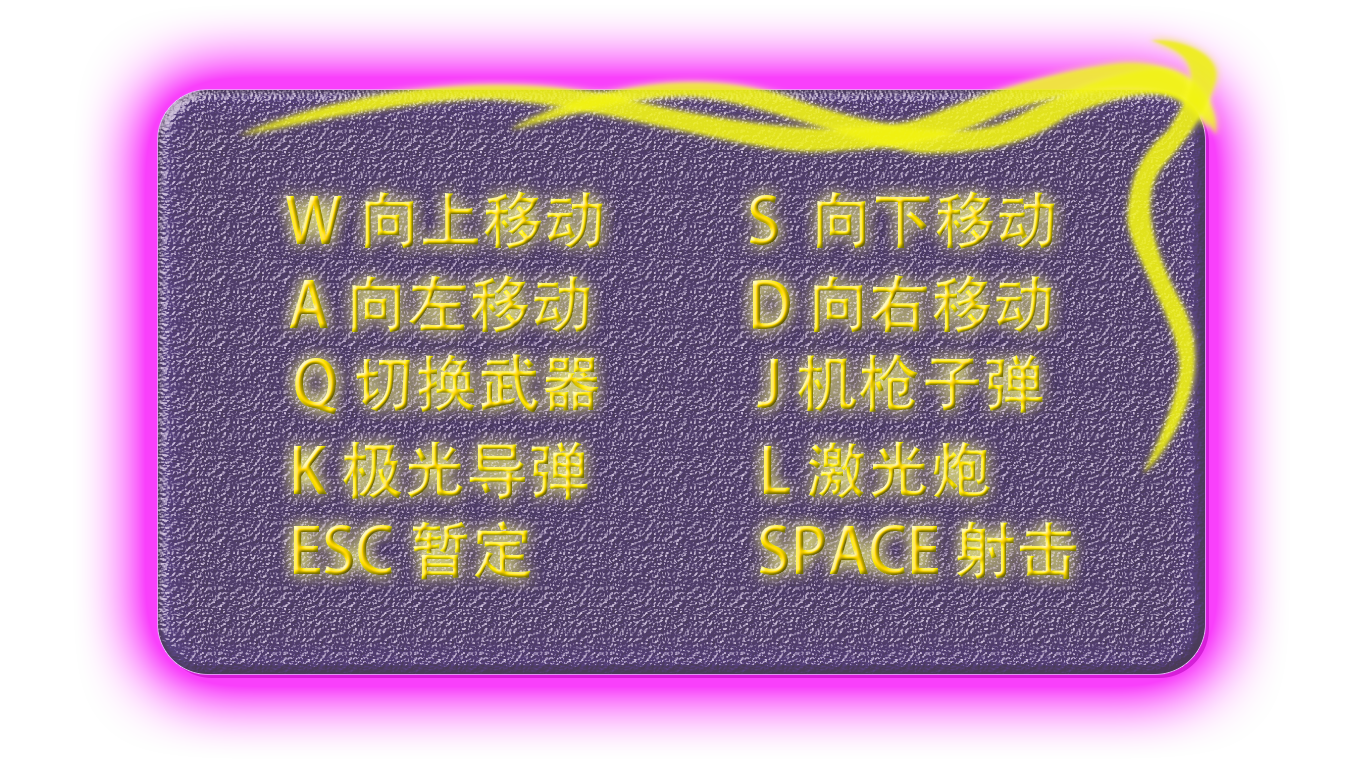 W 向上移动 S 向下移动
A 向左移动 D 向右移动
Q 切换武器 J 机枪子弹
K 极光导弹 L 激光炮
ESC 暂定 SPACE 射击